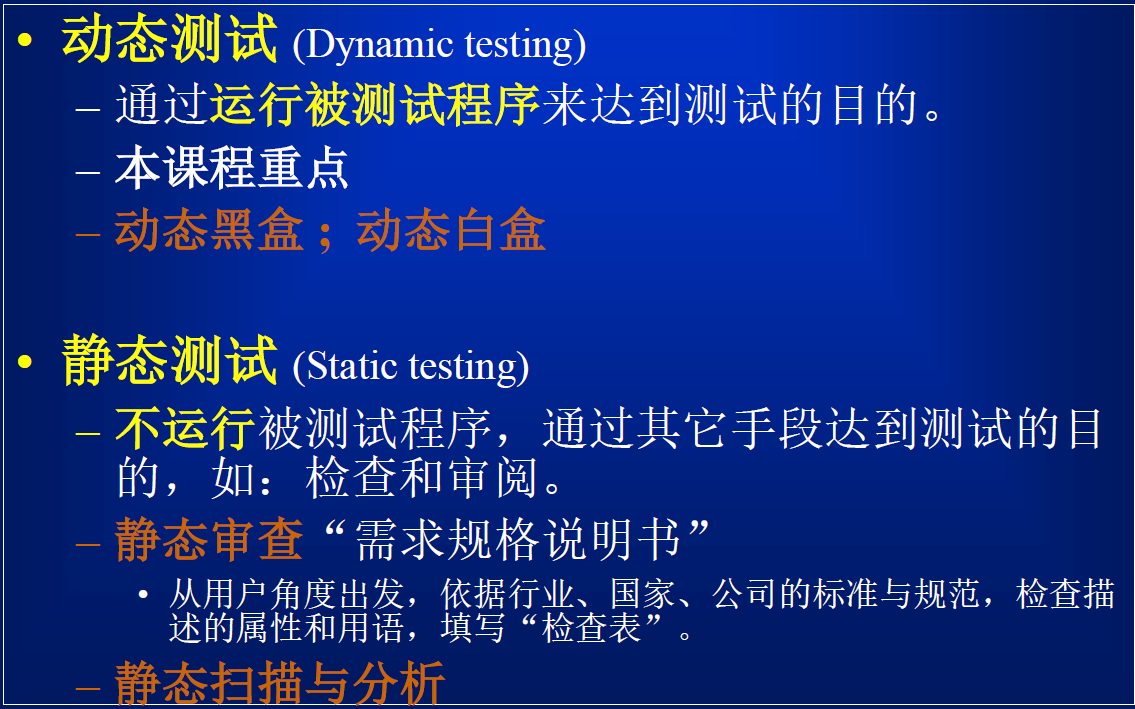 • 动态测试 (Dynamic testing)
– 通过运行被测试程序来达到测试的目的。
– 本课程重点
– 动态黑盒；动态白盒
• 静态测试 (Static testing)
– 不运行被测试程序，通过其它手段达到测试的目
的，如：检查和审阅。
– 静态审查“需求规格说明书”
• 从用户角度出发，依据行业、国家、公司的标准与规范，检查描
述的属性和用语，填写“检查表”。
– 静态扫描与分析